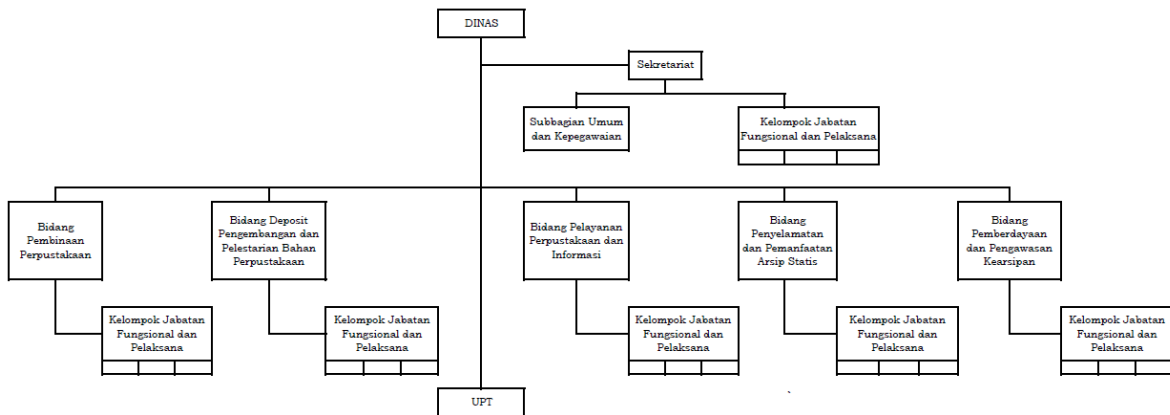 DINAS
Sekretariat
Subbagian Umum
dan Kepegawaian
Kelompok Jabatan
Fungsional dan Pelaksana
Bidang
Pembinaan
Perpustakaan
Bidang Deposit
Pengembangan dan
Pelestarian Bahan
Perpustakaan
Bidang Pelayanan
Perpustakaan dan
Informasi
Bidang
Penyelamatan
dan Pemanfaatan
Arsip Statis
Bidang
Pemberdayaan
dan Pengawasan
Kearsipan
Kelompok Jabatan
Fungsional dan
Pelaksana
Kelompok Jabatan
Fungsional dan
Pelaksana
Kelompok Jabatan
Fungsional dan
Pelaksana
Kelompok Jabatan
Fungsional dan
Pelaksana
Kelompok Jabatan
Fungsional dan
Pelaksana
UPT